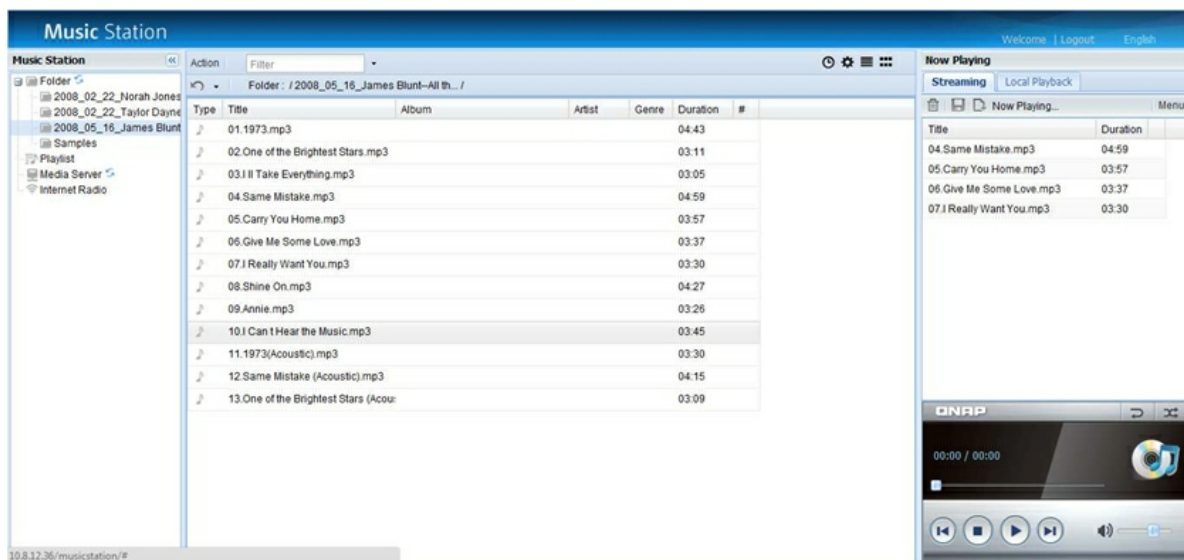 Music Station
Welcome | Logout English
Music Station
Folder
2008_02_22_Norah Jones
2008_02_22_Taylor Dayne
2008_05_16_James Blunt
Samples
Playlist
Media Server
Internet Radio
Action Filter
Folder : / 2008_05_16_James Blunt--All th... /
Type Title Album Artist Genre Duration #
01.1973.mp3 04:43
02.One of the Brightest Stars.mp3 03:11
03.I ll Take Everything.mp3 03:05
04.Same Mistake.mp3 04:59
05.Carry You Home.mp3 03:57
06.Give Me Some Love.mp3 03:37
07.I Really Want You.mp3 03:30
08.Shine On.mp3 04:27
09.Annie.mp3 03:26
10.I Can t Hear the Music.mp3 03:45
11.1973(Acoustic).mp3 03:30
12.Same Mistake (Acoustic).mp3 04:15
13.One of the Brightest Stars (Acou: 03:09
Now Playing
Streaming Local Playback
Now Playing... Menu
Title Duration
04.Same Mistake.mp3 04:59
05.Carry You Home.mp3 03:57
06.Give Me Some Love.mp3 03:37
07.I Really Want You.mp3 03:30
QNAP
00:00 / 00:00
10.8.12.36/musicstation/#